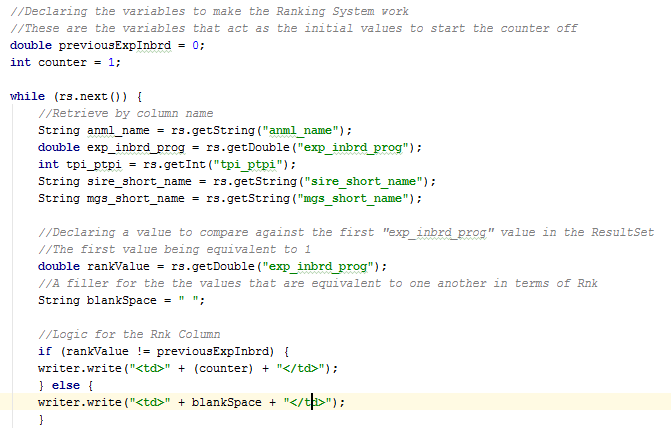 //Declaring the variables to make the Ranking System work
//These are the variables that act as the initial values to start the counter off
double previousExpInbrd = 0;
int counter = 1;
while (rs.next()) {
//Retrieve by column name
String anml_name = rs.getString("anml_name");
double exp_inbrd_prog = rs.getDouble("exp_inbrd_prog");
int tpi_ptpi = rs.getInt("tpi_ptpi");
String sire_short_name = rs.getString("sire_short_name");
String mgs_short_name = rs.getString("mgs_short_name");
//Declaring a value to compare against the first "exp_inbrd_prog" value in the ResultSet
//The first value being equivalent to 1
double rankValue = rs.getDouble("exp_inbrd_prog");
//A filler for the the values that are equivalent to one another in terms of Rnk
String blankSpace = " ";
//Logic for the Rnk Column
if (rankValue != previousExpInbrd) {
writer.write("<td>" + (counter) + "</td>");
} else {
writer.write("<td>" + blankSpace + "</td>");
}